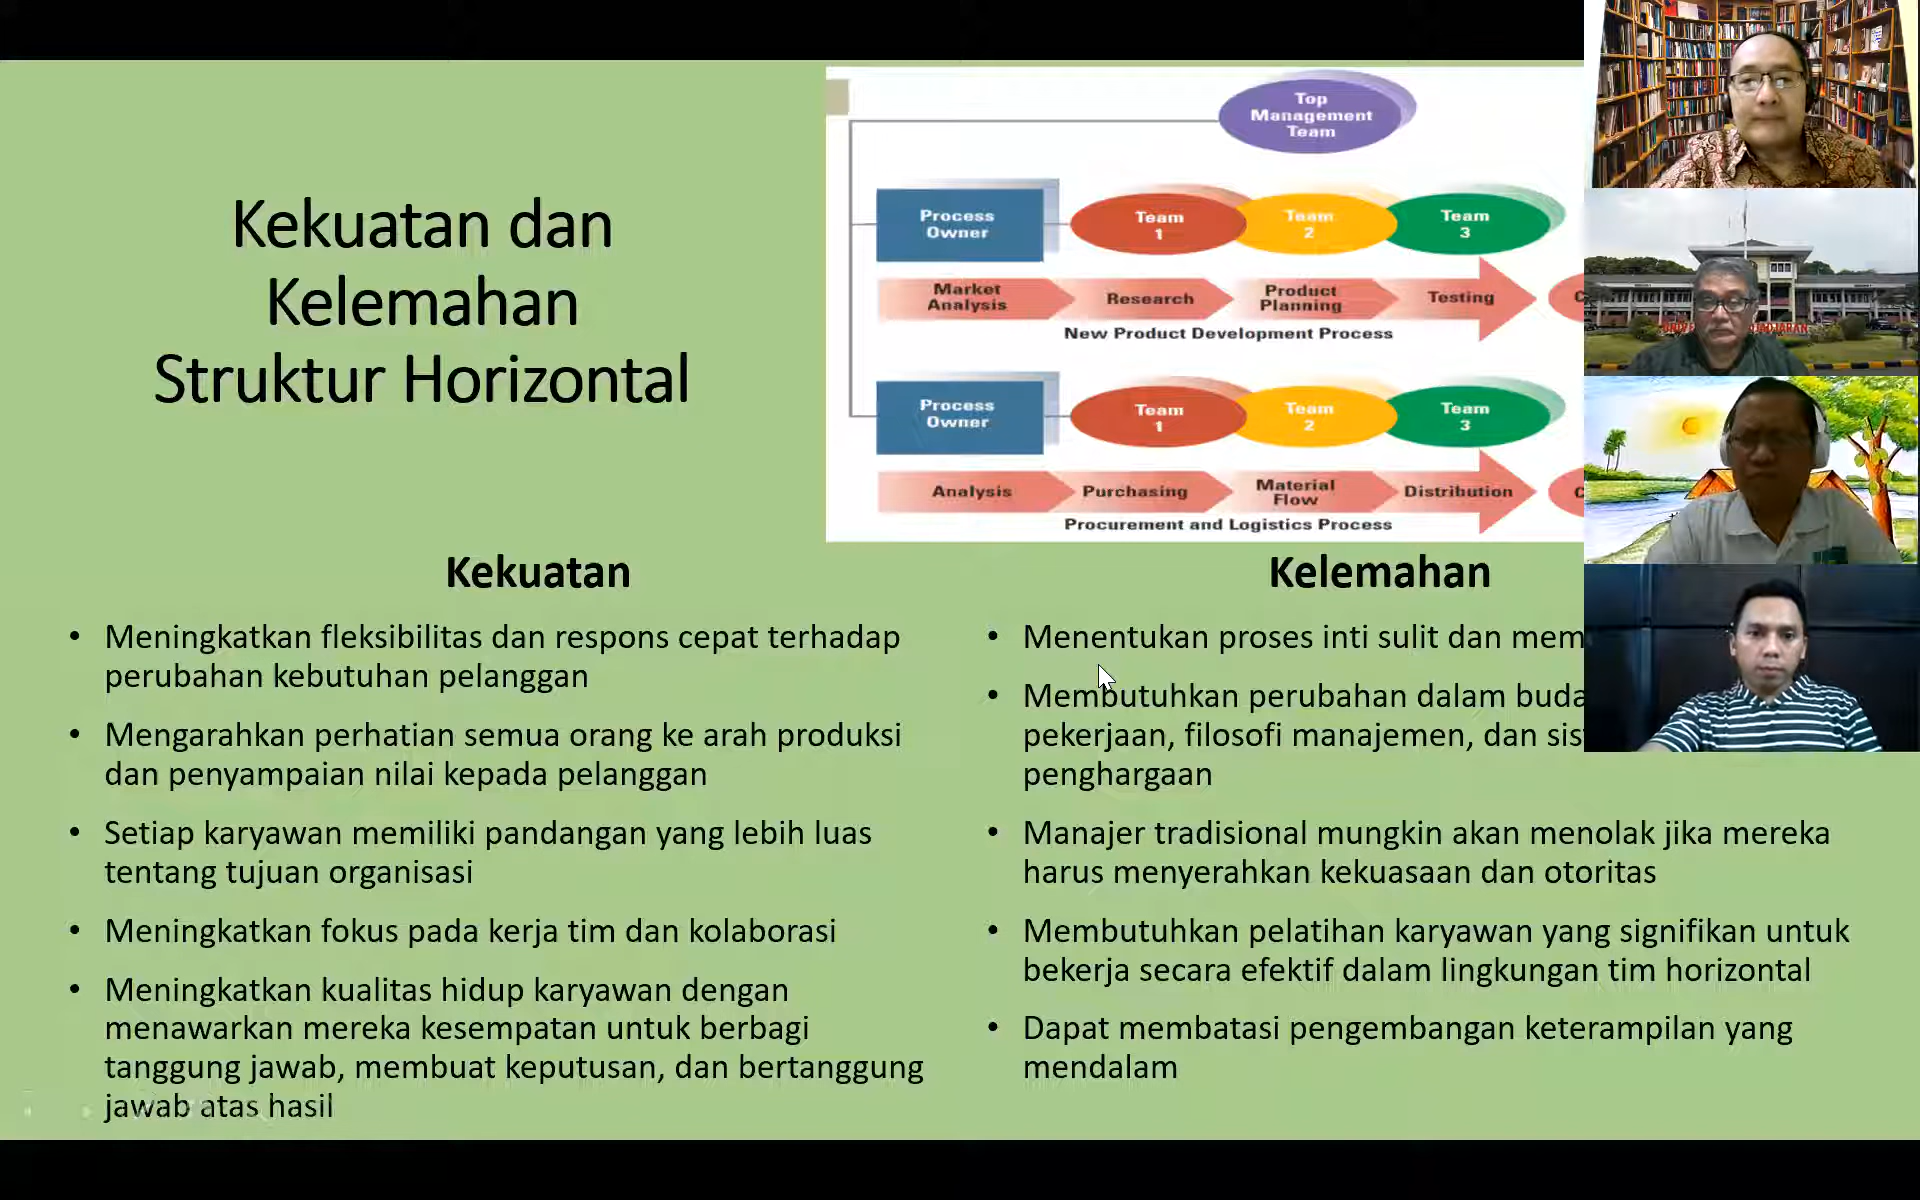 Kekuatan dan
Kelemahan
Struktur Horizontal
Top
Management
Team
Process
Owner
Team
1
Team
2
Team
3
Market
Analysis
Research
Product
Planning
Testing
New Product Development Process
Process
Owner
Team
1
Team
2
Team
3
Analysis
Purchasing
Material
Flow
Distribution
Procurement and Logistics Process
Kekuatan
• Meningkatkan fleksibilitas dan respons cepat terhadap
perubahan kebutuhan pelanggan
• Mengarahkan perhatian semua orang ke arah produksi
dan penyampaian nilai kepada pelanggan
• Setiap karyawan memiliki pandangan yang lebih luas
tentang tujuan organisasi
• Meningkatkan fokus pada kerja tim dan kolaborasi
• Meningkatkan kualitas hidup karyawan dengan
menawarkan mereka kesempatan untuk berbagi
tanggung jawab, membuat keputusan, dan bertanggung
jawab atas hasil
Kelemahan
• Menentukan proses inti sulit dan mem
• Membutuhkan perubahan dalam buda
pekerjaan, filosofi manajemen, dan sis
penghargaan
• Manajer tradisional mungkin akan menolak jika mereka
harus menyerahkan kekuasaan dan otoritas
• Membutuhkan pelatihan karyawan yang signifikan untuk
bekerja secara efektif dalam lingkungan tim horizontal
• Dapat membatasi pengembangan keterampilan yang
mendalam